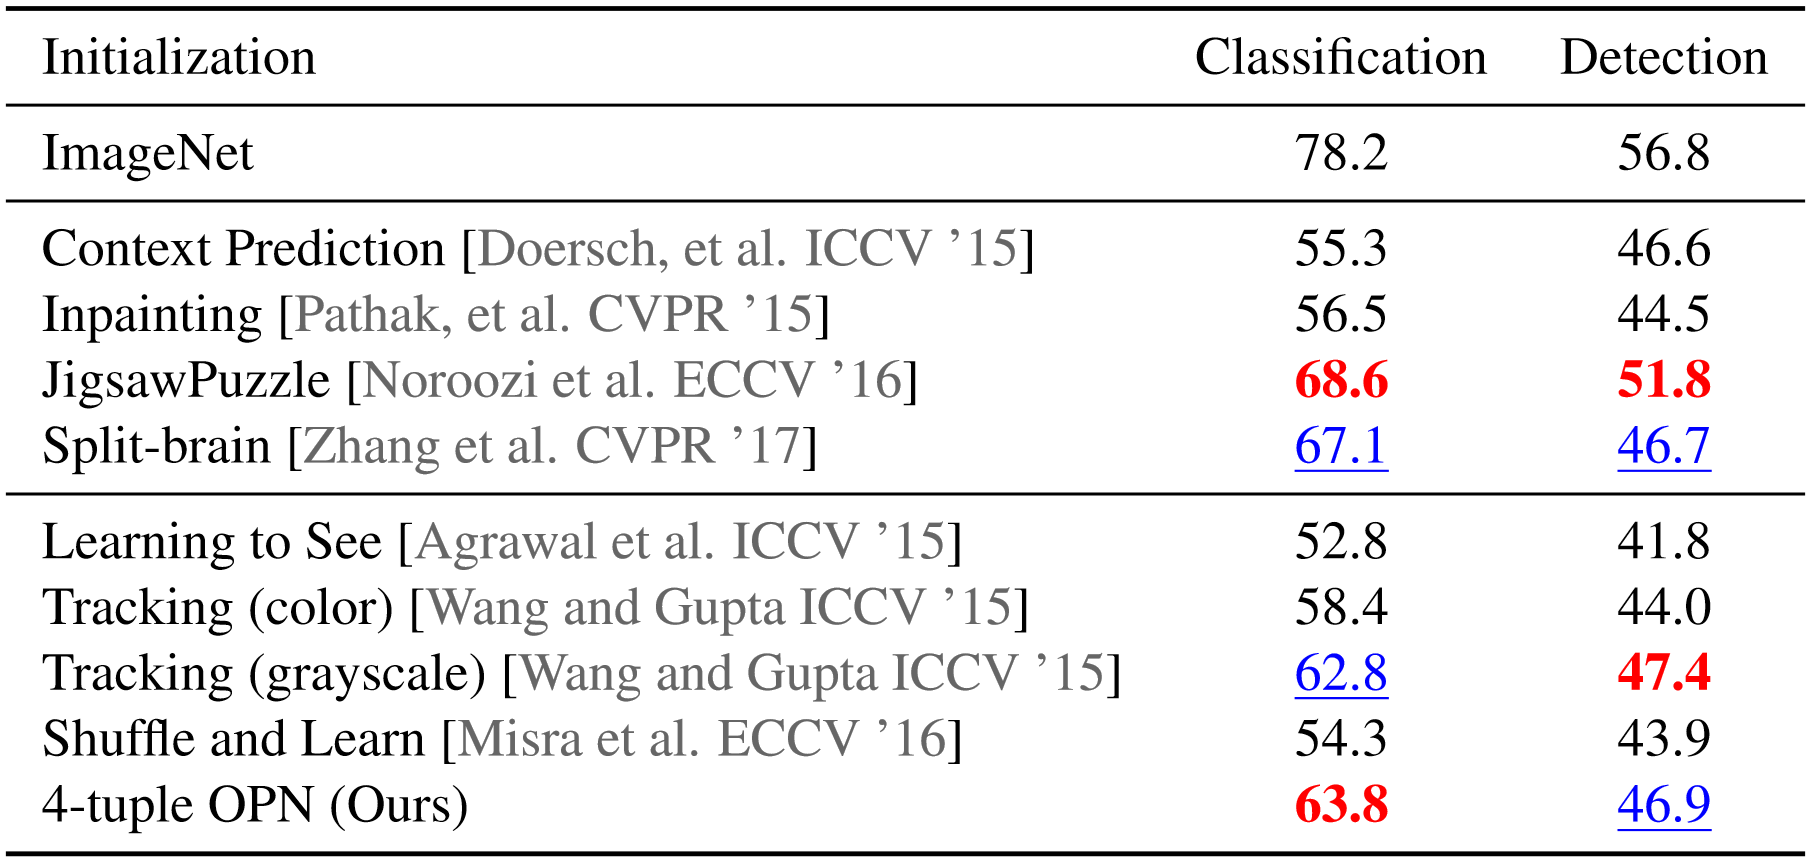 Initialization Classification Detection
ImageNet 78.2 56.8
Context Prediction [Doersch, et al. ICCV ’15] 55.3 46.6
Inpainting [Pathak, et al. CVPR ’15] 56.5 44.5
JigsawPuzzle [Noroozi et al. ECCV ’16] 68.6 51.8
Split-brain [Zhang et al. CVPR ’17] 67.1 46.7
Learning to See [Agrawal et al. ICCV ’15] 52.8 41.8
Tracking (color) [Wang and Gupta ICCV ’15] 58.4 44.0
Tracking (grayscale) [Wang and Gupta ICCV ’15] 62.8 47.4
Shuffle and Learn [Misra et al. ECCV ’16] 54.3 43.9
4-tuple OPN (Ours) 63.8 46.9